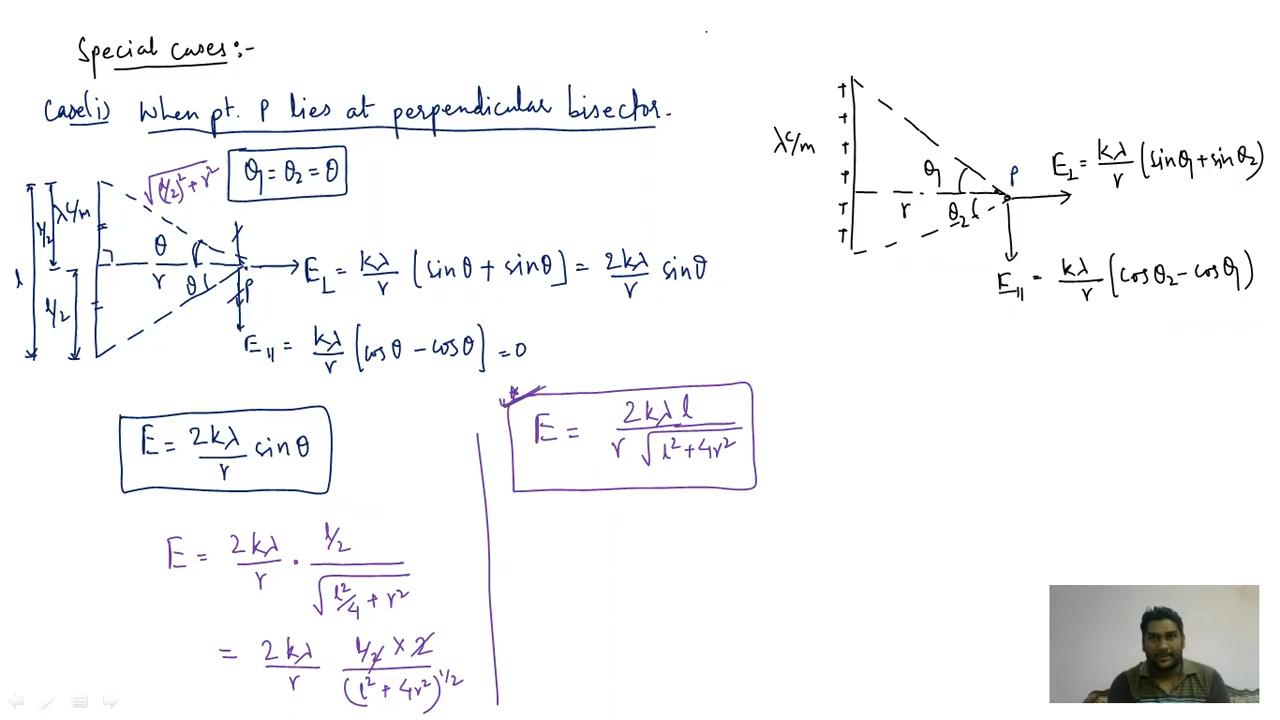 Special cases:-
Case(i) When pt. P lies at perpendicular bisector.
√(l/2)² + r²
θ₁ = θ₂ = θ
λ C/m
l/2
l
θ
r
θ
l/2
P
E⊥ = kλ/r (sinθ + sinθ] = 2kλ/r sinθ
E∥ = kλ/r [cosθ - cosθ] = 0
E = 2kλ/r sinθ
E = 2kλ/r · l/2 / √(l²/4 + r²)
= 2kλ/r l/2 × 2 / (l² + 4r²)^1/2
*
E = 2kλl / r√(l² + 4r²)
+
+
+
+
+
+
λ C/m
θ₁
r
θ₂
P
E⊥ = kλ/r (sinθ₁ + sinθ₂)
E∥ = kλ/r [cosθ₂ - cosθ₁)